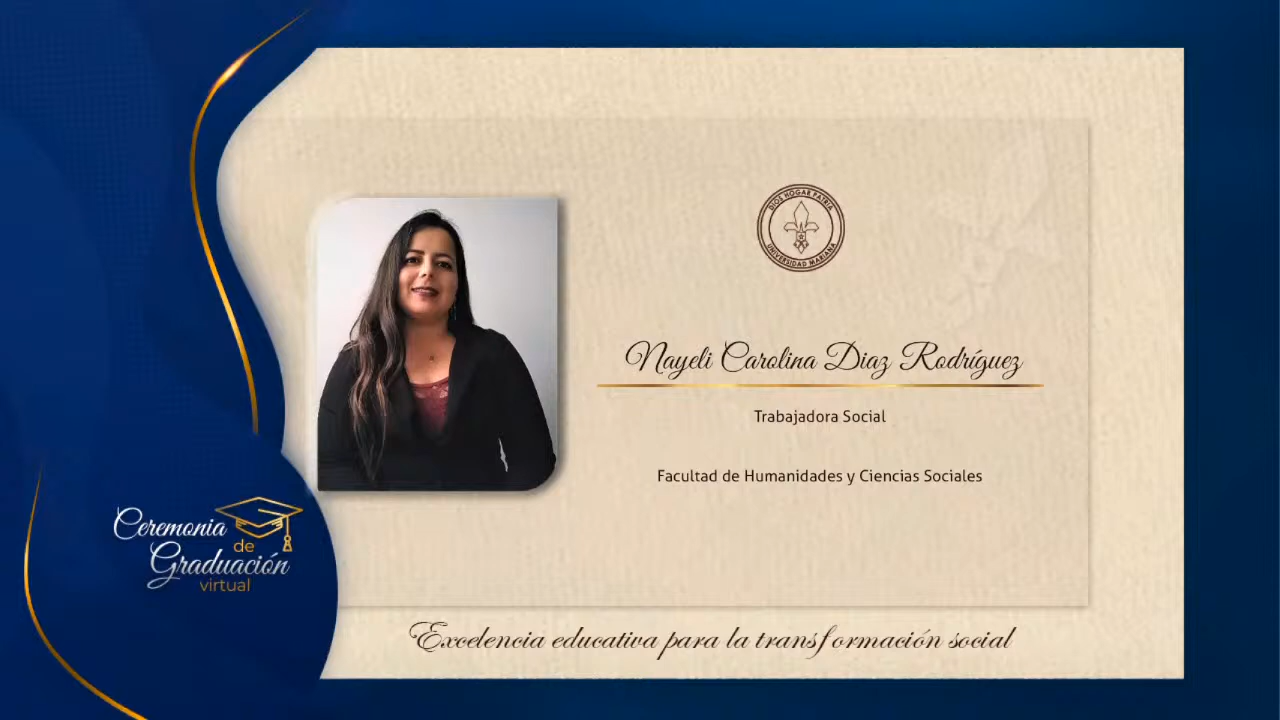 DIOS HOGAR PATRIA
UNIVERSIDAD MARIANA
Nayeli Carolina Diaz Rodríguez
Trabajadora Social
Facultad de Humanidades y Ciencias Sociales
Ceremonia
de
Graduación
virtual
Excelencia educativa para la transformación social